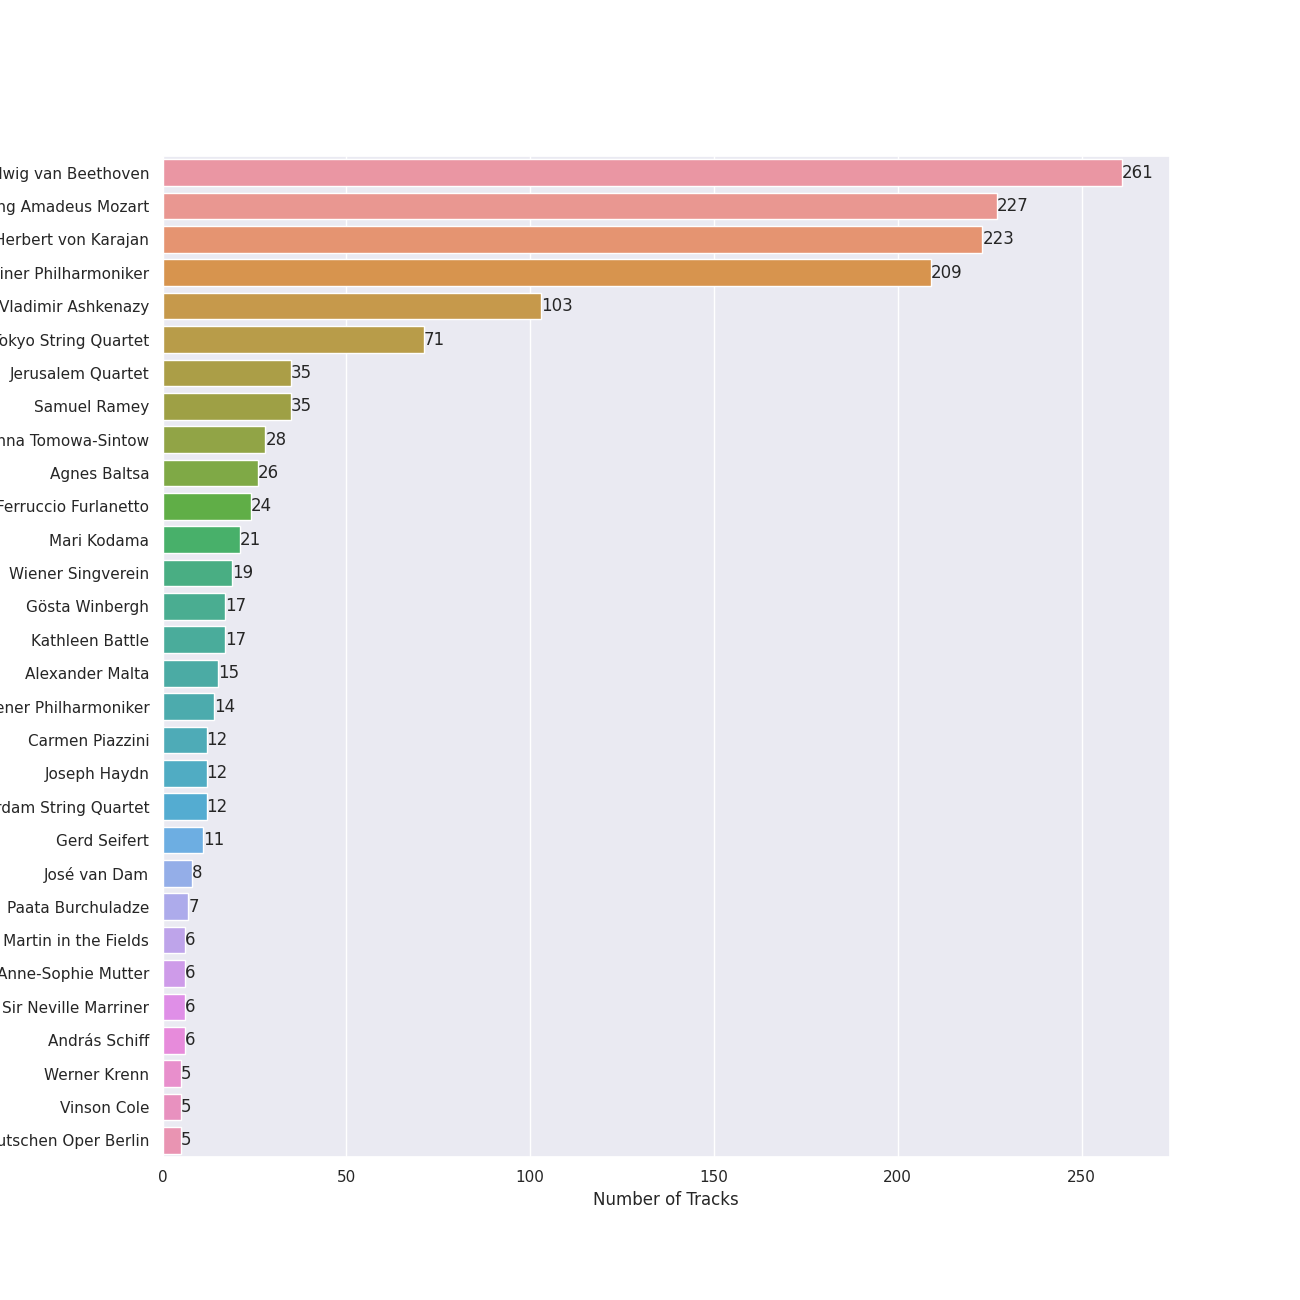 lwig van Beethoven 261
ng Amadeus Mozart 227
Herbert von Karajan 223
iner Philharmoniker 209
Vladimir Ashkenazy 103
Tokyo String Quartet 71
Jerusalem Quartet 35
Samuel Ramey 35
nna Tomowa-Sintow 28
Agnes Baltsa 26
Ferruccio Furlanetto 24
Mari Kodama 21
Wiener Singverein 19
Gösta Winbergh 17
Kathleen Battle 17
Alexander Malta 15
ener Philharmoniker 14
Carmen Piazzini 12
Joseph Haydn 12
rdam String Quartet 12
Gerd Seifert 11
José van Dam 8
Paata Burchuladze 7
Martin in the Fields 6
Anne-Sophie Mutter 6
Sir Neville Marriner 6
András Schiff 6
Werner Krenn 5
Vinson Cole 5
utschen Oper Berlin 5
0 50 100 150 200 250
Number of Tracks